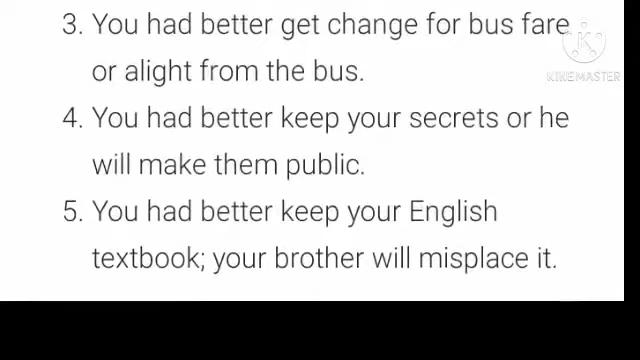 3. You had better get change for bus fare
or alight from the bus.
KINEMASTER
4. You had better keep your secrets or he
will make them public.
5. You had better keep your English
textbook; your brother will misplace it.